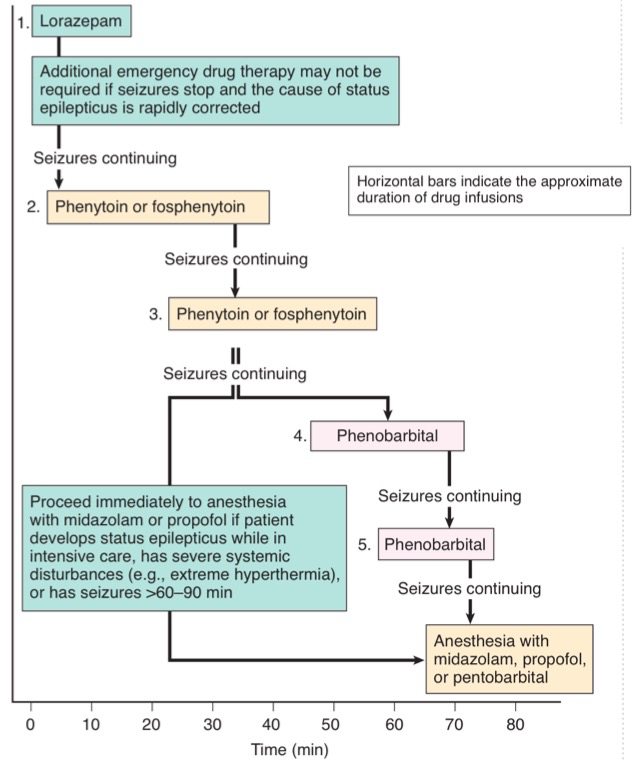 1. Lorazepam
Additional emergency drug therapy may not be
required if seizures stop and the cause of status
epilepticus is rapidly corrected
Seizures continuing
Horizontal bars indicate the approximate
duration of drug infusions
2. Phenytoin or fosphenytoin
Seizures continuing
3. Phenytoin or fosphenytoin
Seizures continuing
4. Phenobarbital
Seizures continuing
Proceed immediately to anesthesia
with midazolam or propofol if patient
develops status epilepticus while in
intensive care, has severe systemic
disturbances (e.g., extreme hyperthermia),
or has seizures >60–90 min
5. Phenobarbital
Seizures continuing
Anesthesia with
midazolam, propofol,
or pentobarbital
0 10 20 30 40 50 60 70 80
Time (min)